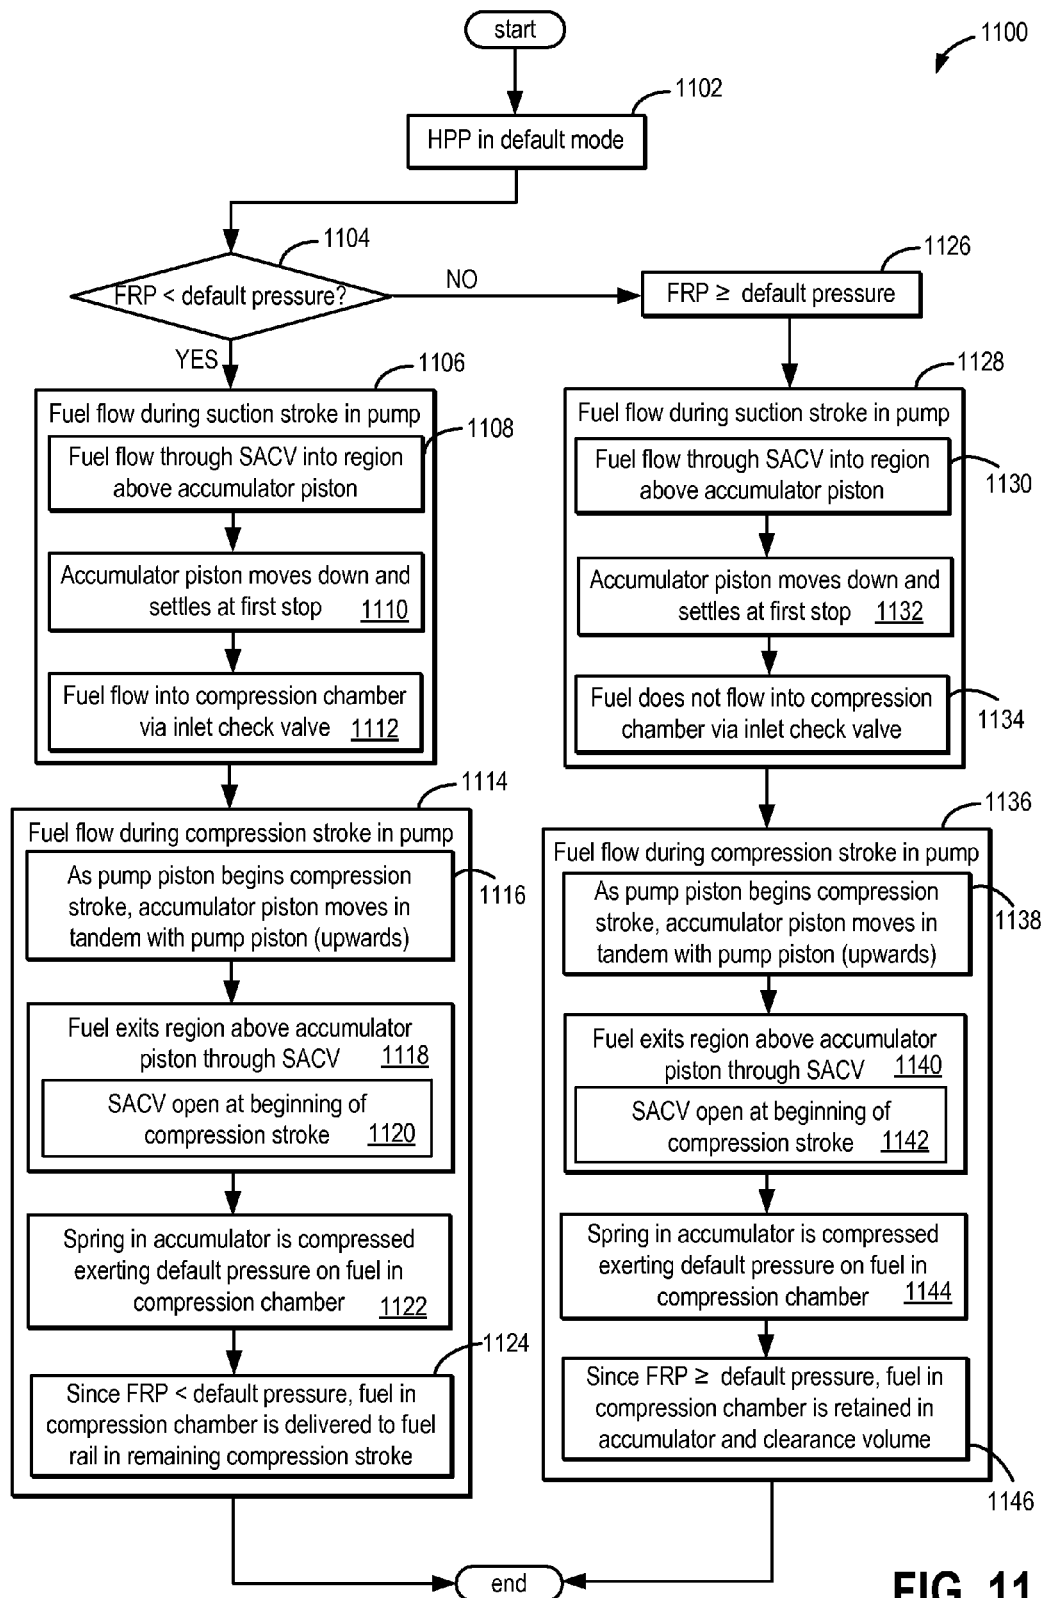 start
1100
1102
HPP in default mode
1104
FRP < default pressure?
NO
YES
1126
FRP ≥ default pressure
1106
Fuel flow during suction stroke in pump
1108
Fuel flow through SACV into region
above accumulator piston
Accumulator piston moves down and
settles at first stop 1110
Fuel flow into compression chamber
via inlet check valve 1112
1114
Fuel flow during compression stroke in pump
1116
As pump piston begins compression
stroke, accumulator piston moves in
tandem with pump piston (upwards)
Fuel exits region above accumulator
piston through SACV 1118
SACV open at beginning of
compression stroke 1120
Spring in accumulator is compressed
exerting default pressure on fuel in
compression chamber 1122
1124
Since FRP < default pressure, fuel in
compression chamber is delivered to fuel
rail in remaining compression stroke
1128
Fuel flow during suction stroke in pump
Fuel flow through SACV into region
above accumulator piston
1130
Accumulator piston moves down and
settles at first stop 1132
Fuel does not flow into compression
chamber via inlet check valve
1134
1136
Fuel flow during compression stroke in pump
As pump piston begins compression
stroke, accumulator piston moves in
tandem with pump piston (upwards)
1138
Fuel exits region above accumulator
piston through SACV 1140
SACV open at beginning of
compression stroke 1142
Spring in accumulator is compressed
exerting default pressure on fuel in
compression chamber 1144
Since FRP ≥ default pressure, fuel in
compression chamber is retained in
accumulator and clearance volume
1146
end
FIG. 11